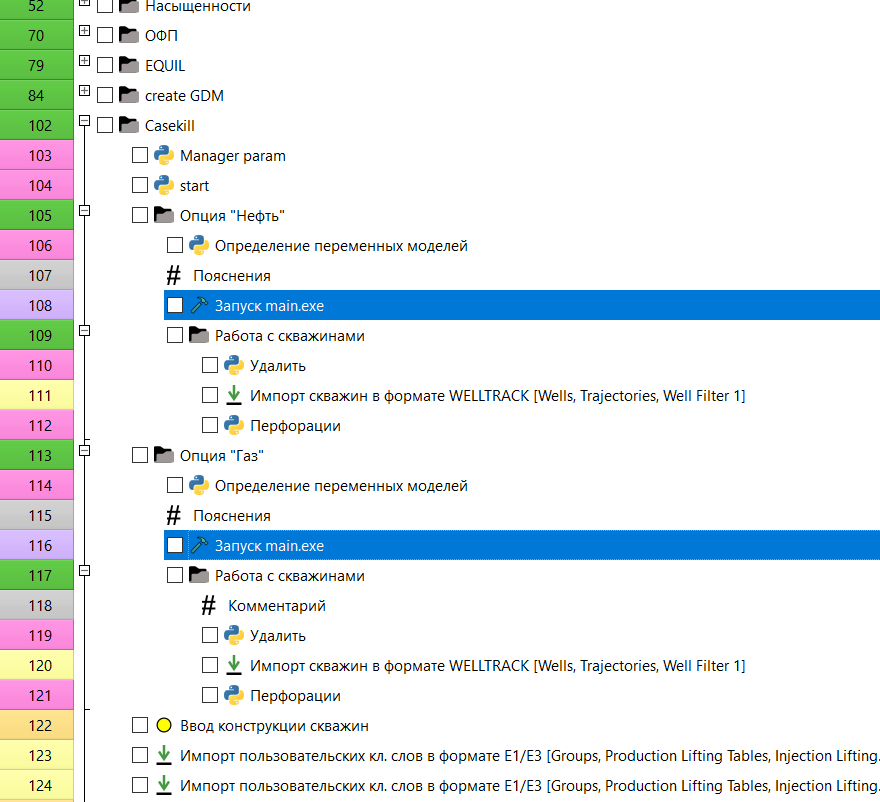 52 Насыщенности
70 ОФП
79 EQUIL
84 create GDM
102 Casekill
103 Manager param
104 start
105 Опция "Нефть"
106 Определение переменных моделей
107 # Пояснения
108 Запуск main.exe
109 Работа с скважинами
110 Удалить
111 Импорт скважин в формате WELLTRACK [Wells, Trajectories, Well Filter 1]
112 Перфорации
113 Опция "Газ"
114 Определение переменных моделей
115 # Пояснения
116 Запуск main.exe
117 Работа с скважинами
118 # Комментарий
119 Удалить
120 Импорт скважин в формате WELLTRACK [Wells, Trajectories, Well Filter 1]
121 Перфорации
122 Ввод конструкции скважин
123 Импорт пользовательских кл. слов в формате E1/E3 [Groups, Production Lifting Tables, Injection Lifting
124 Импорт пользовательских кл. слов в формате E1/E3 [Groups, Production Lifting Tables, Injection Lifting